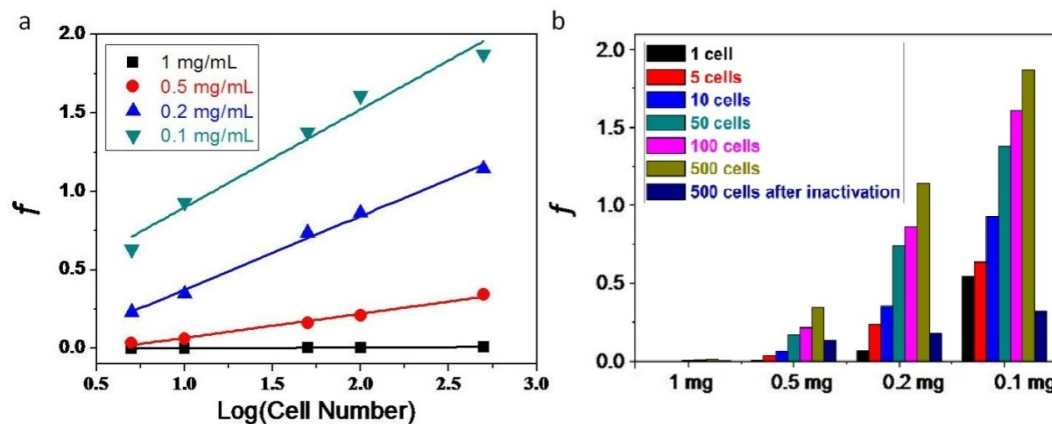 a
2.0
1.5
1.0
0.5
0.0
f
1 mg/mL
0.5 mg/mL
0.2 mg/mL
0.1 mg/mL
0.5 1.0 1.5 2.0 2.5 3.0
Log(Cell Number)
b
2.0
1.5
1.0
0.5
0.0
f
1 cell
5 cells
10 cells
50 cells
100 cells
500 cells
500 cells after inactivation
1 mg 0.5 mg 0.2 mg 0.1 mg